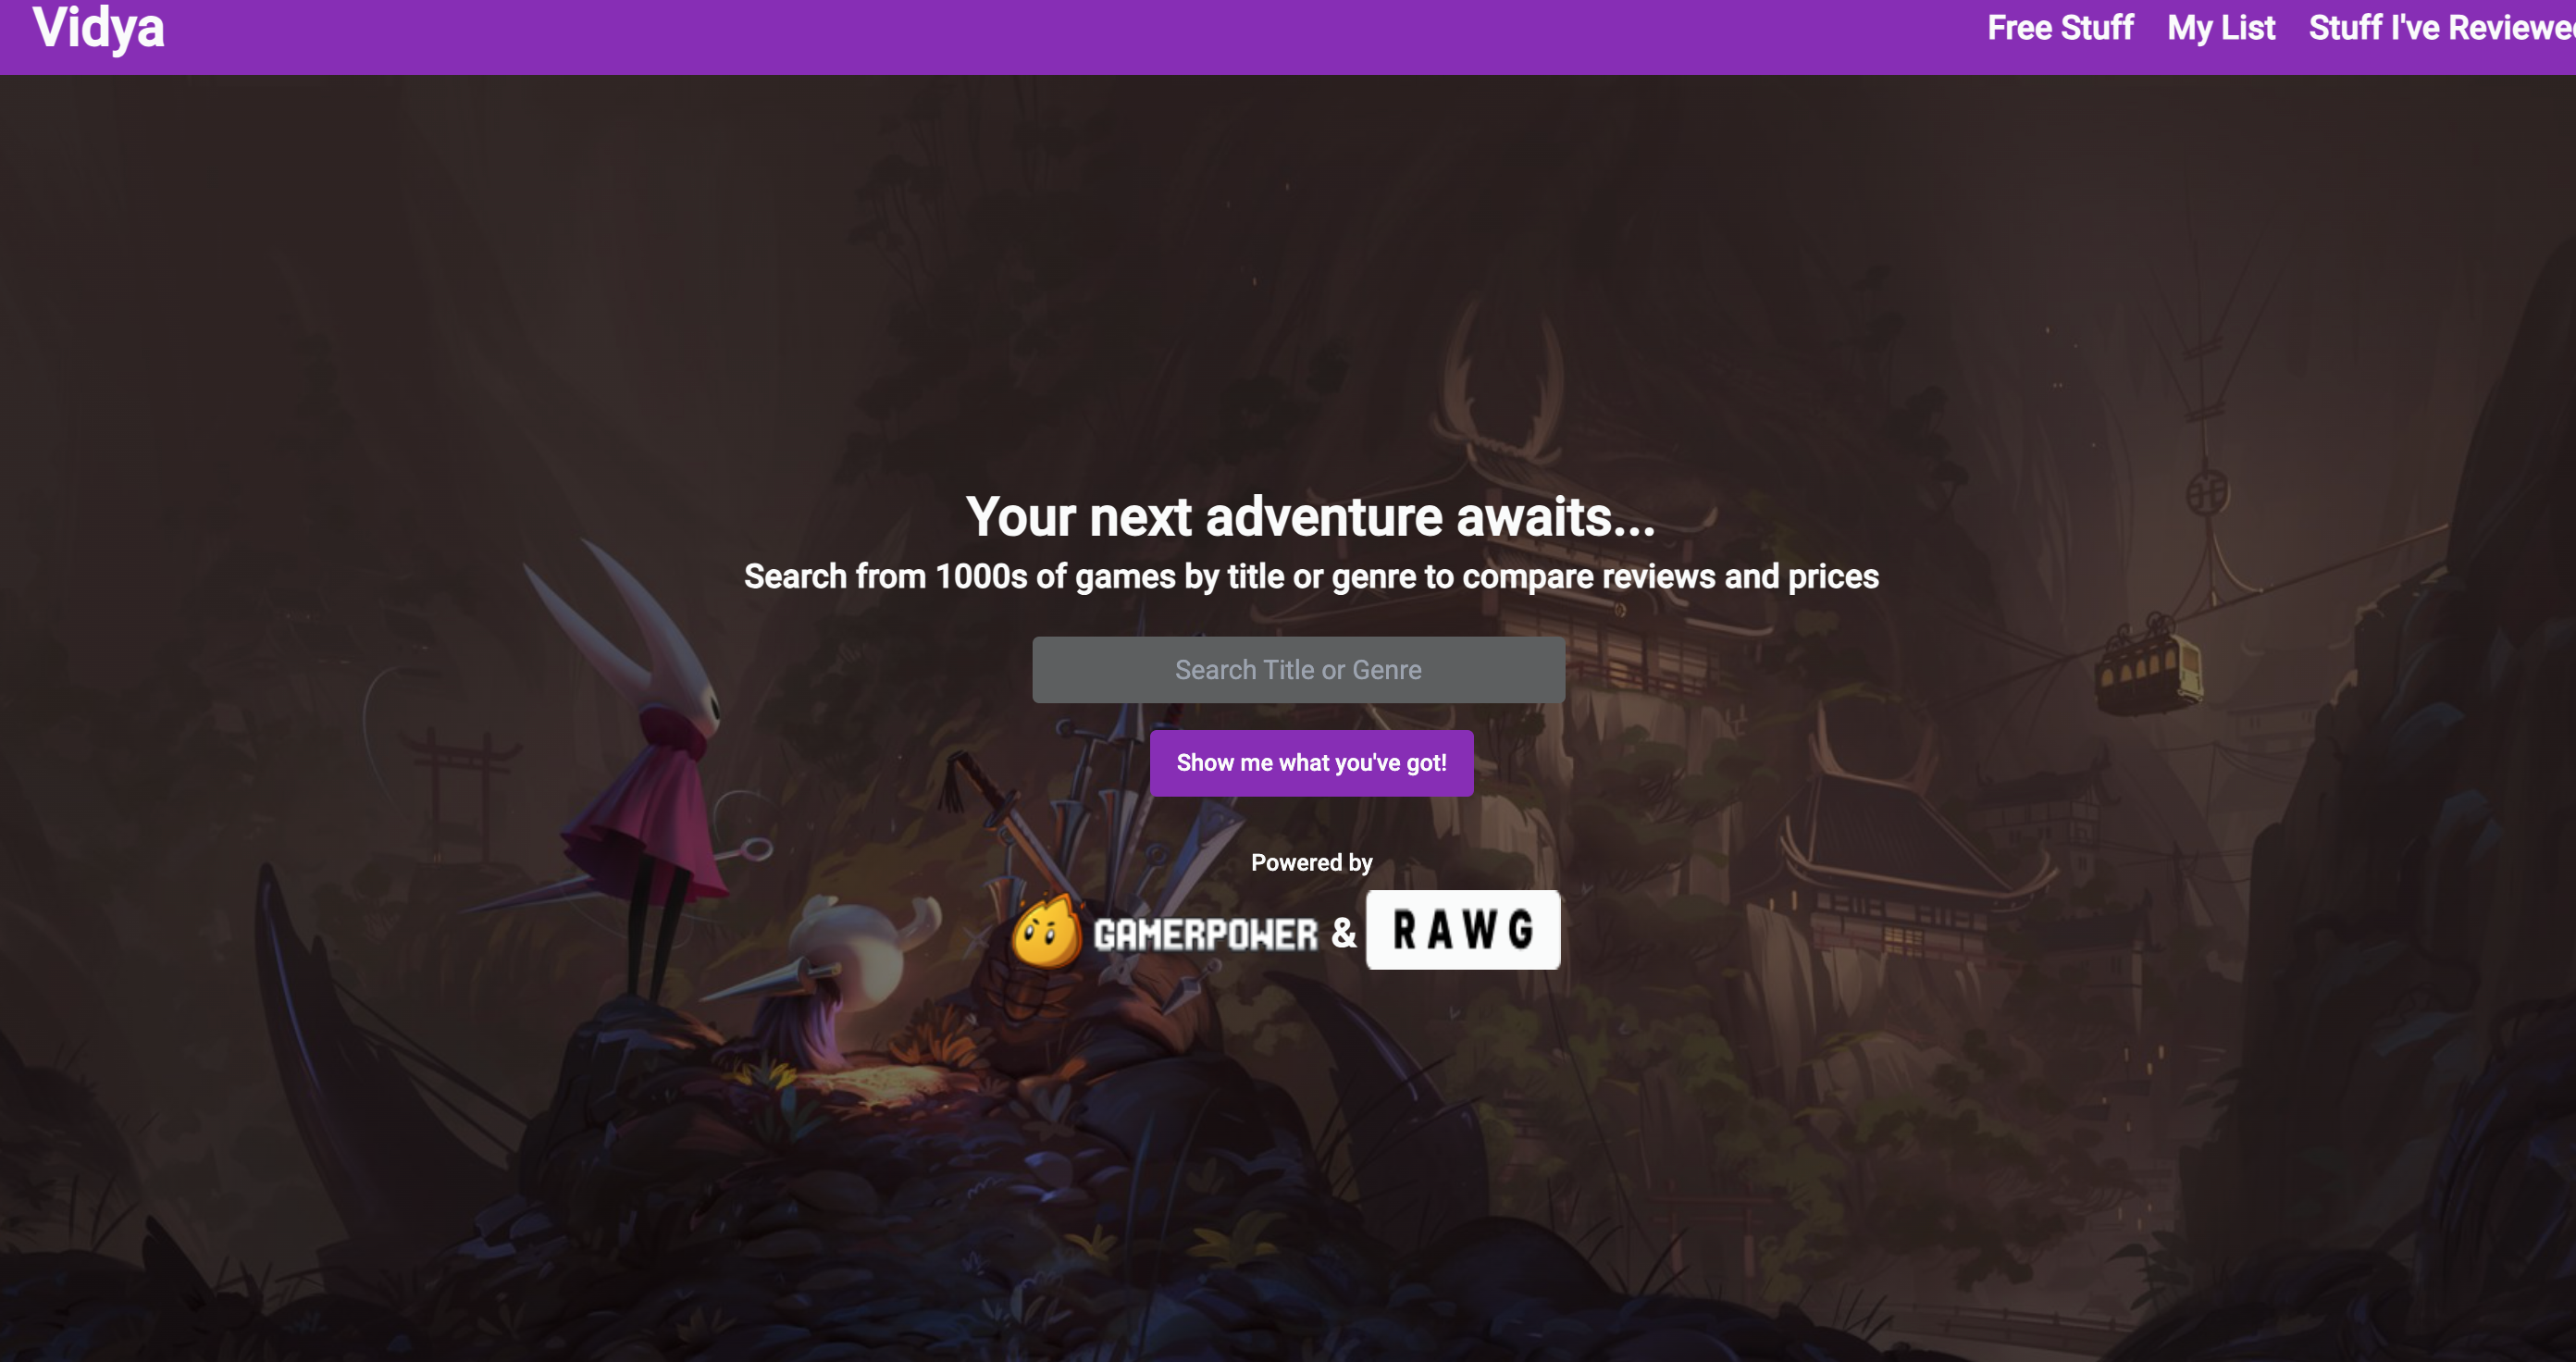 Vidya
Free Stuff My List Stuff I've Reviewed
Your next adventure awaits...
Search from 1000s of games by title or genre to compare reviews and prices
Search Title or Genre
Show me what you've got!
Powered by
GAMERPOWER & RAWG